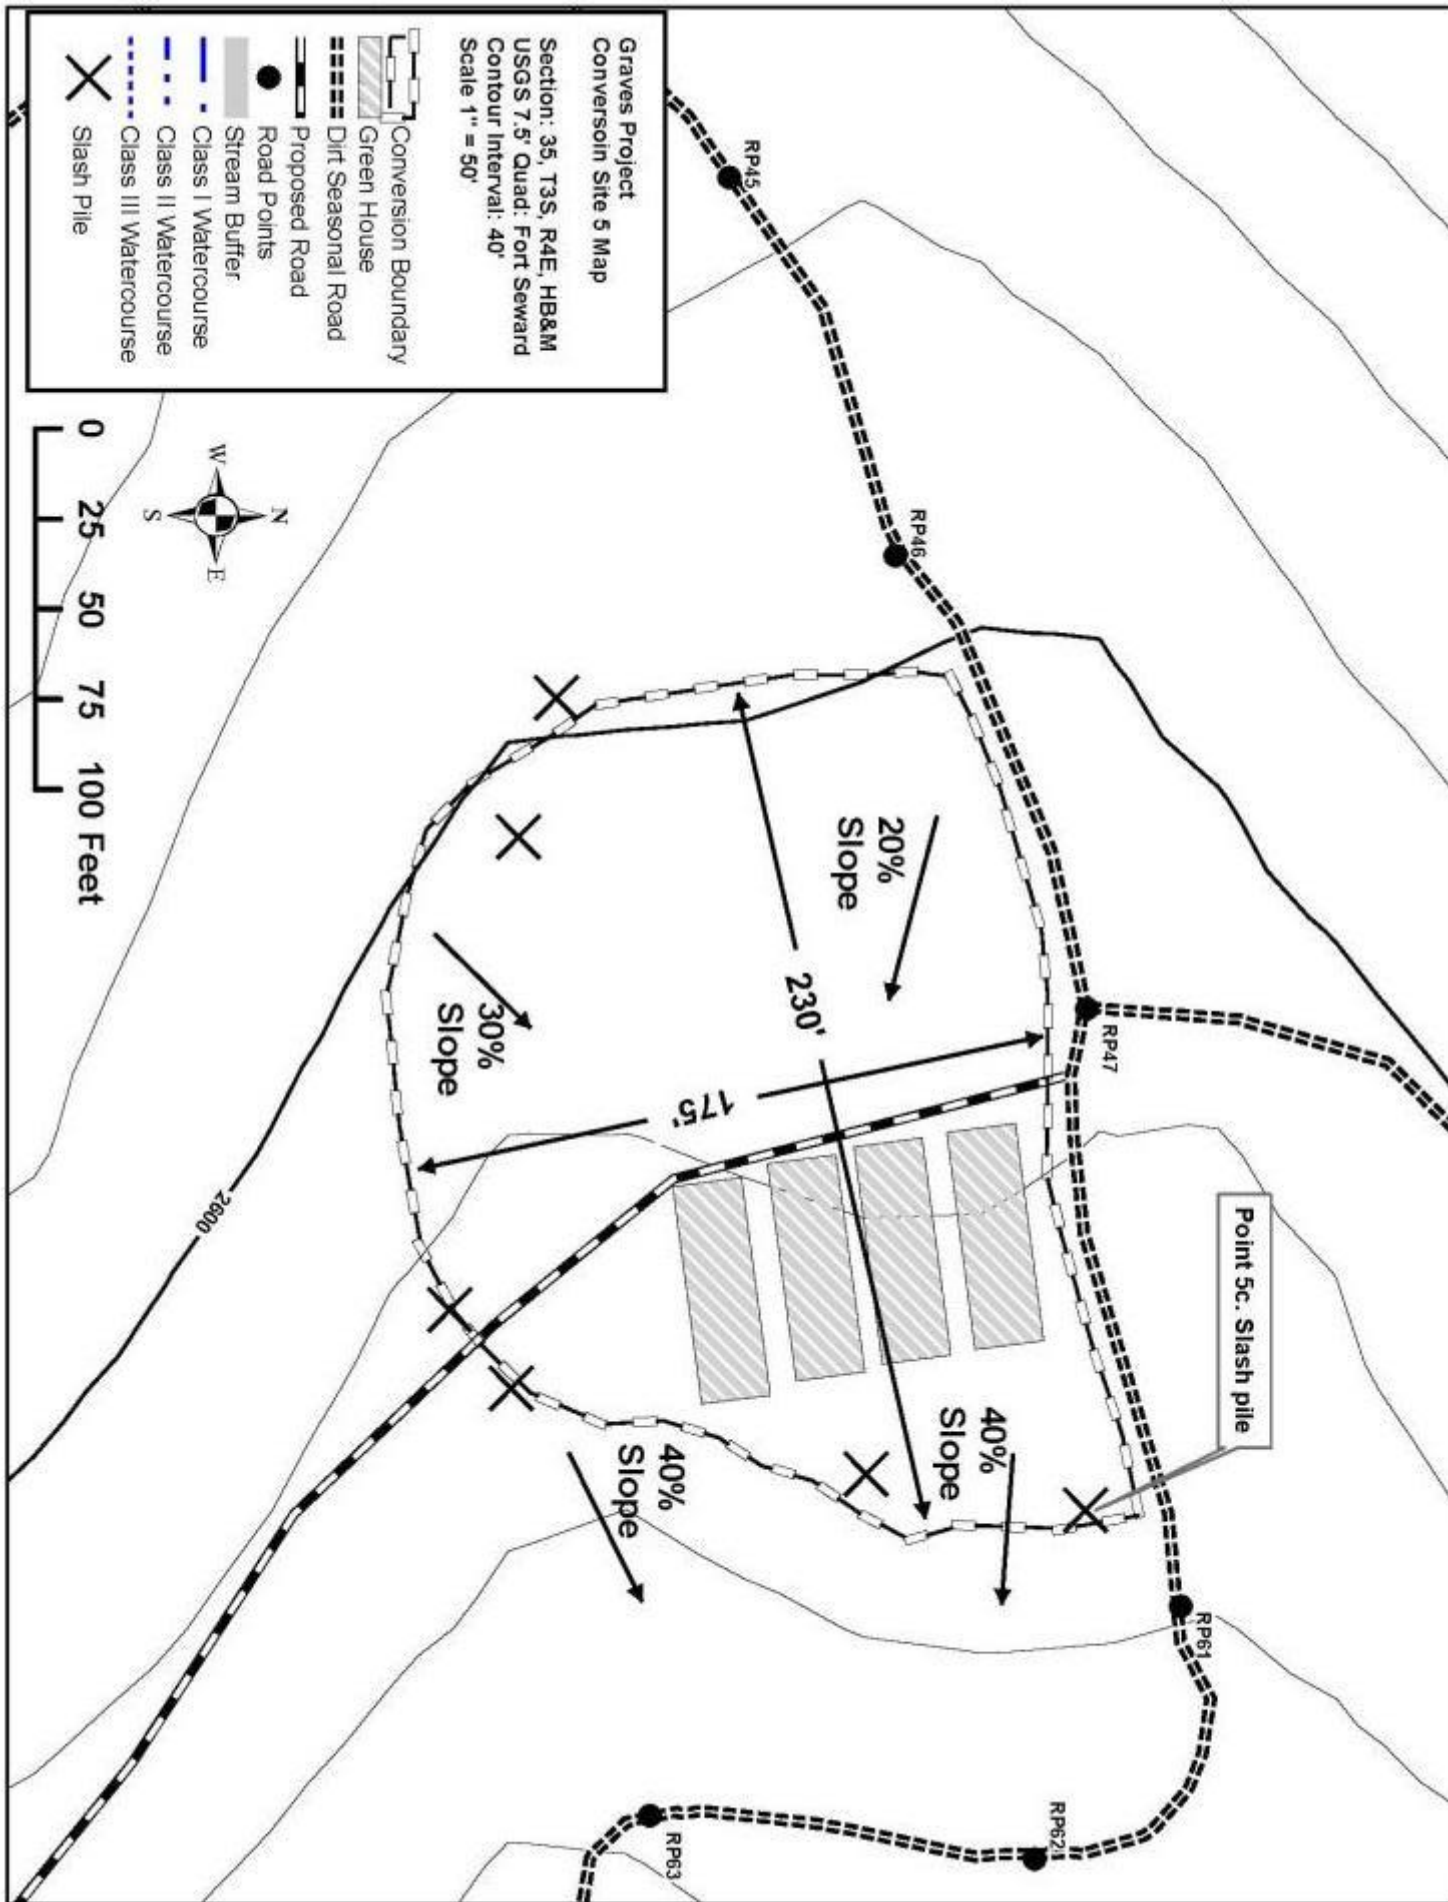 Graves Project
Conversoin Site 5 Map
Section: 35, T3S, R4E, HB&M
USGS 7.5' Quad: Fort Seward
Contour Interval: 40'
Scale 1" = 50'
Conversion Boundary
Green House
Dirt Seasonal Road
Proposed Road
Road Points
Stream Buffer
Class I Watercourse
Class II Watercourse
Class III Watercourse
Slash Pile
0 25 50 75 100 Feet
N
W
E
S
RP45
RP46
RP47
Point 5c. Slash pile
RP61
RP62
RP63
20%
Slope
230'
175'
30%
Slope
40%
Slope
40%
Slope
2600